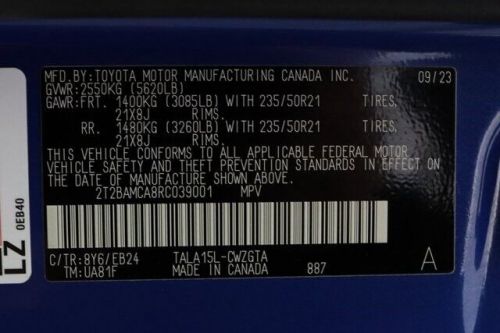 MFD.BY:TOYOTA MOTOR MANUFACTURING CANADA INC. 09/23
GVWR:2550KG (5620LB)
GAWR:FRT. 1400KG (3085LB) WITH 235/50R21 TIRES,
21X8J RIMS.
RR. 1480KG (3260LB) WITH 235/50R21 TIRES,
21X8J RIMS.
THIS VEHICLE CONFORMS TO ALL APPLICABLE FEDERAL MOTOR
VEHICLE SAFETY AND THEFT PREVENTION STANDARDS IN EFFECT
ON THE DATE OF MANUFACTURE SHOWN ABOVE.
2T2BAMCA8RC039001 MPV
C/TR:8Y6/EB24 TALA15L-CWZGTA
TM:UA81F MADE IN CANADA 887 A
LZ 0EB40